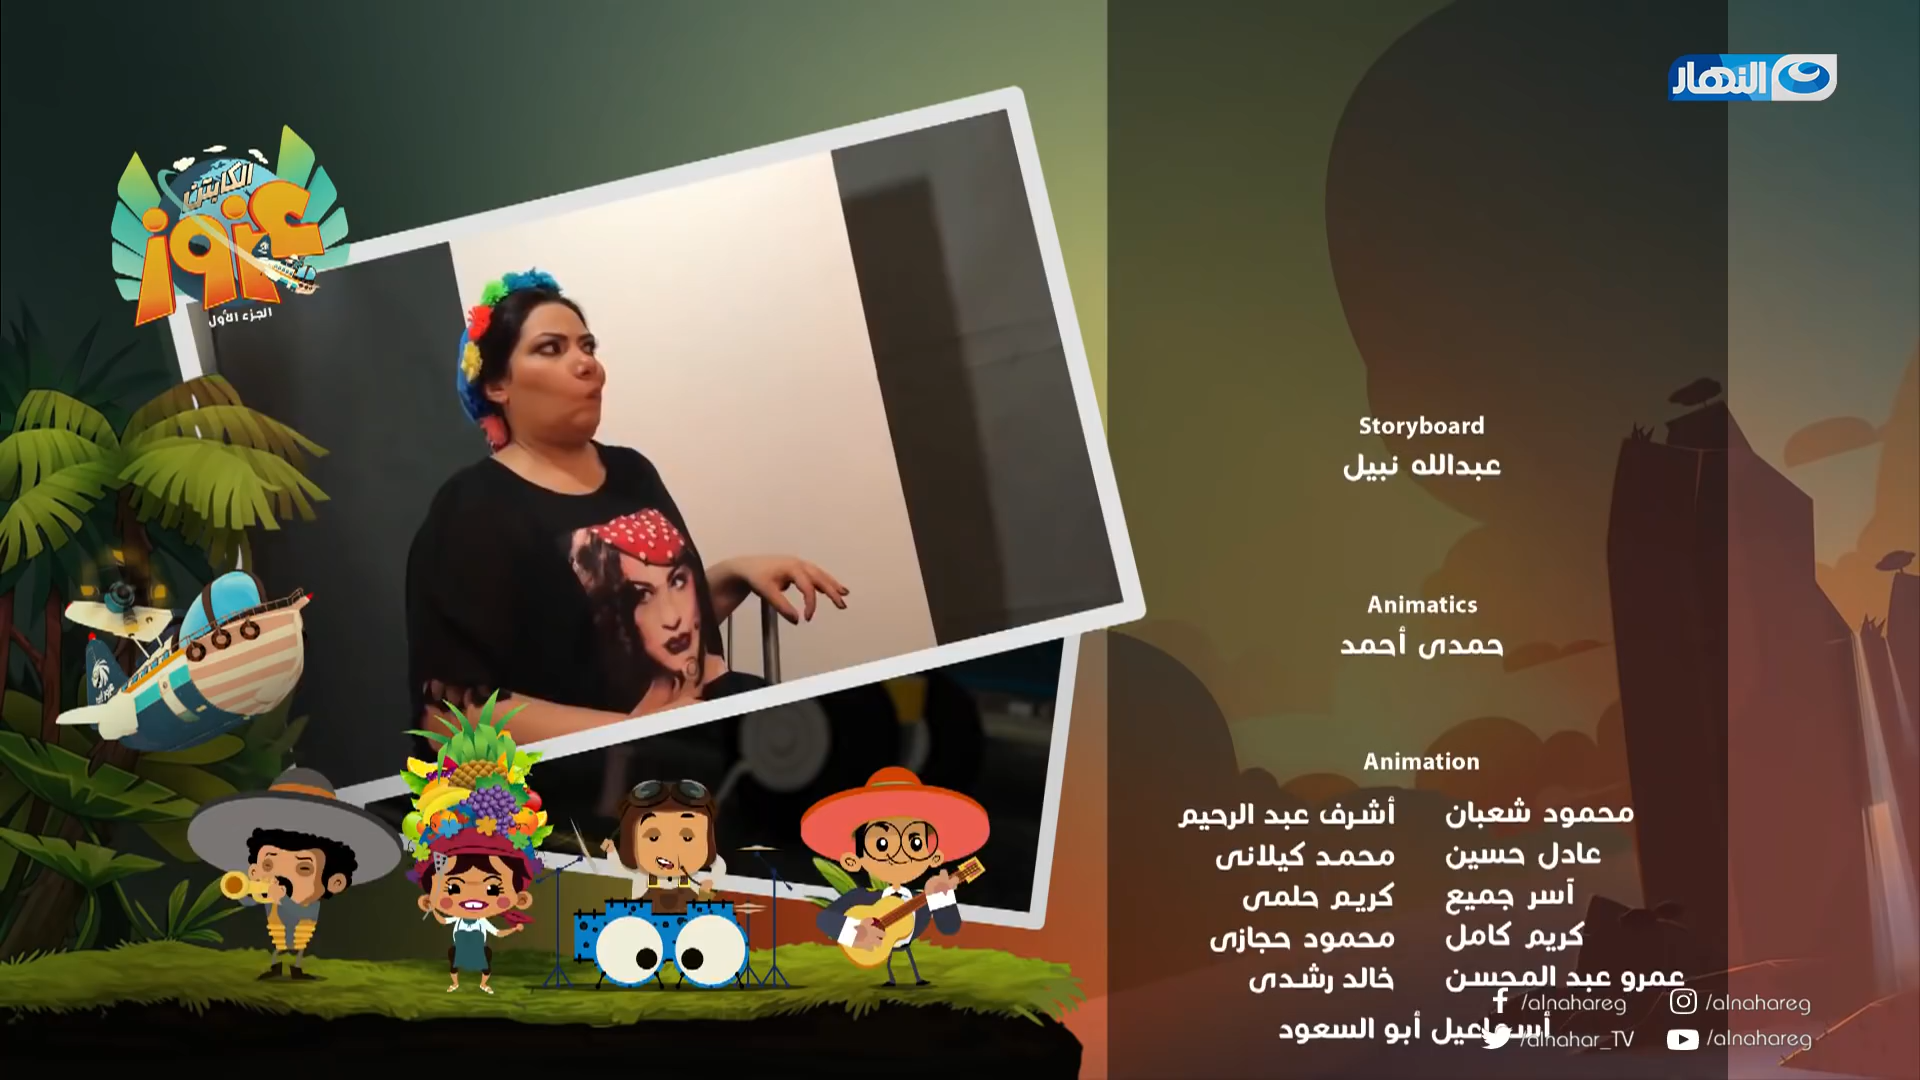 النهار
الكابتن
عزوز
الجزء الأول
Storyboard
عبدالله نبيل
Animatics
حمدى أحمد
Animation
محمود شعبان
أشرف عبد الرحيم
عادل حسين
محمد كيلانى
آسر جميع
كريم حلمى
كريم كامل
محمود حجازى
عمرو عبد المحسن
خالد رشدى
إسماعيل أبو السعود
/alnahareg
/alnahareg
/alnahar_TV
/alnahareg